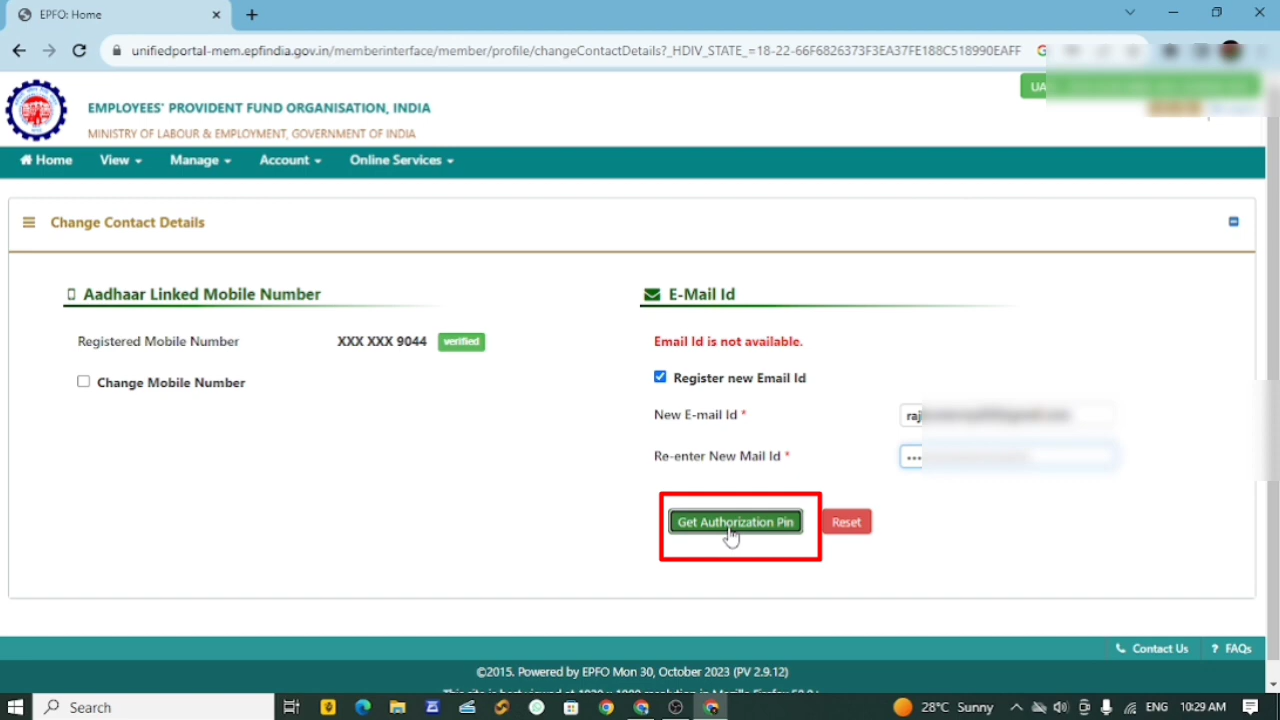 EPFO: Home
unifiedportal-mem.epfindia.gov.in/memberinterface/member/profile/changeContactDetails?_HDIV_STATE_=18-22-66F6826373F3EA37FE188C518990EAFF
UA
EMPLOYEES' PROVIDENT FUND ORGANISATION, INDIA
MINISTRY OF LABOUR & EMPLOYMENT, GOVERNMENT OF INDIA
Home View Manage Account Online Services
Change Contact Details
Aadhaar Linked Mobile Number
Registered Mobile Number XXX XXX 9044 verified
Change Mobile Number
E-Mail Id
Email Id is not available.
Register new Email Id
New E-mail Id * raj
Re-enter New Mail Id * •••
Get Authorization Pin Reset
Contact Us ? FAQs
©2015. Powered by EPFO Mon 30, October 2023 (PV 2.9.12)
Search 28°C Sunny ENG 10:29 AM